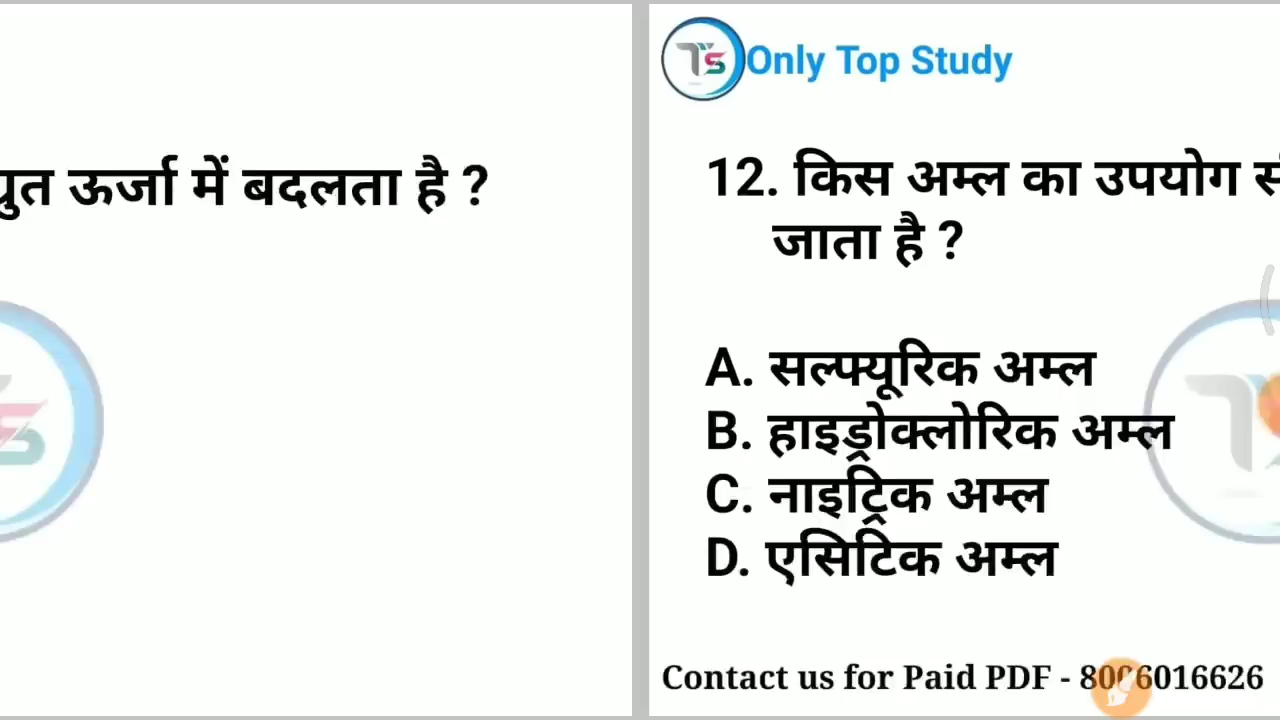 ऊर्जा में बदलता है ?
Only Top Study
12. किस अम्ल का उपयोग
जाता है ?
A. सल्फ्यूरिक अम्ल
B. हाइड्रोक्लोरिक अम्ल
C. नाइट्रिक अम्ल
D. एसिटिक अम्ल
Contact us for Paid PDF - 8006016626